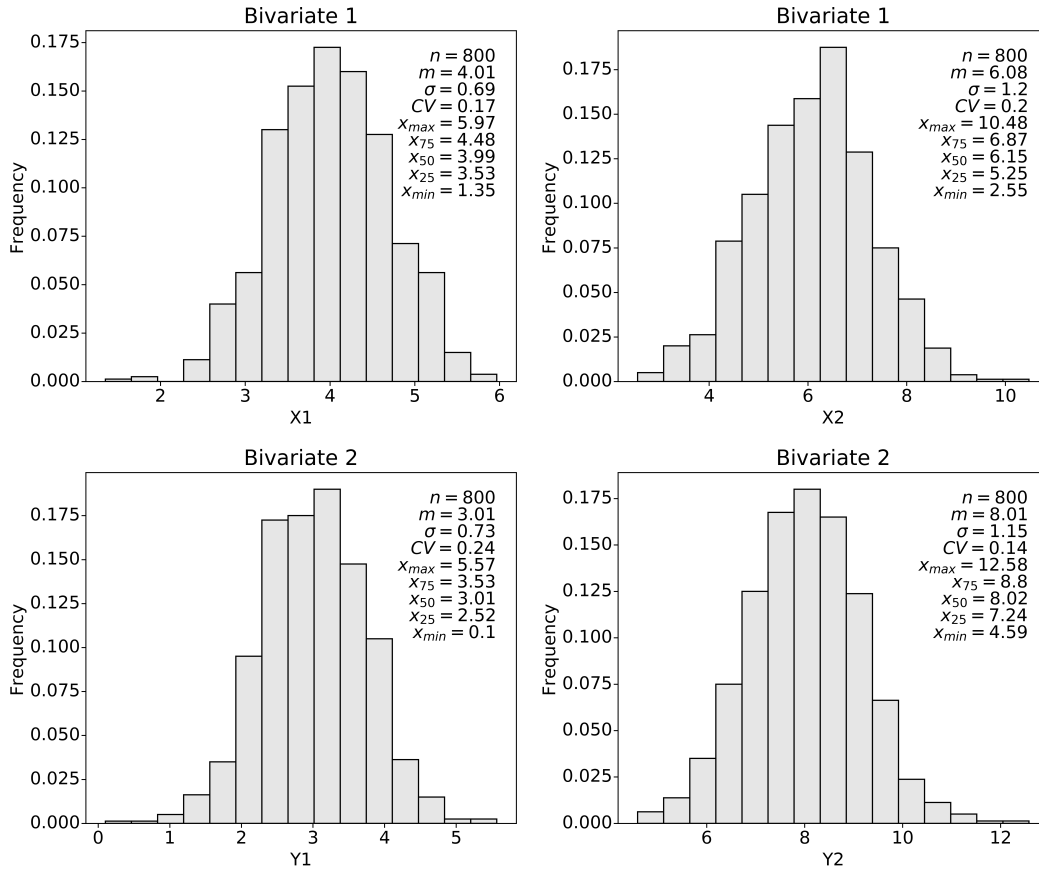 Bivariate 1
0.175
0.150
0.125
0.100
0.075
0.050
0.025
0.000
Frequency
n = 800
m = 4.01
σ = 0.69
CV = 0.17
x_max = 5.97
x_75 = 4.48
x_50 = 3.99
x_25 = 3.53
x_min = 1.35
2 3 4 5 6
X1
Bivariate 1
0.175
0.150
0.125
0.100
0.075
0.050
0.025
0.000
Frequency
n = 800
m = 6.08
σ = 1.2
CV = 0.2
x_max = 10.48
x_75 = 6.87
x_50 = 6.15
x_25 = 5.25
x_min = 2.55
4 6 8 10
X2
Bivariate 2
0.175
0.150
0.125
0.100
0.075
0.050
0.025
0.000
Frequency
n = 800
m = 3.01
σ = 0.73
CV = 0.24
x_max = 5.57
x_75 = 3.53
x_50 = 3.01
x_25 = 2.52
x_min = 0.1
0 1 2 3 4 5
Y1
Bivariate 2
0.175
0.150
0.125
0.100
0.075
0.050
0.025
0.000
Frequency
n = 800
m = 8.01
σ = 1.15
CV = 0.14
x_max = 12.58
x_75 = 8.8
x_50 = 8.02
x_25 = 7.24
x_min = 4.59
6 8 10 12
Y2